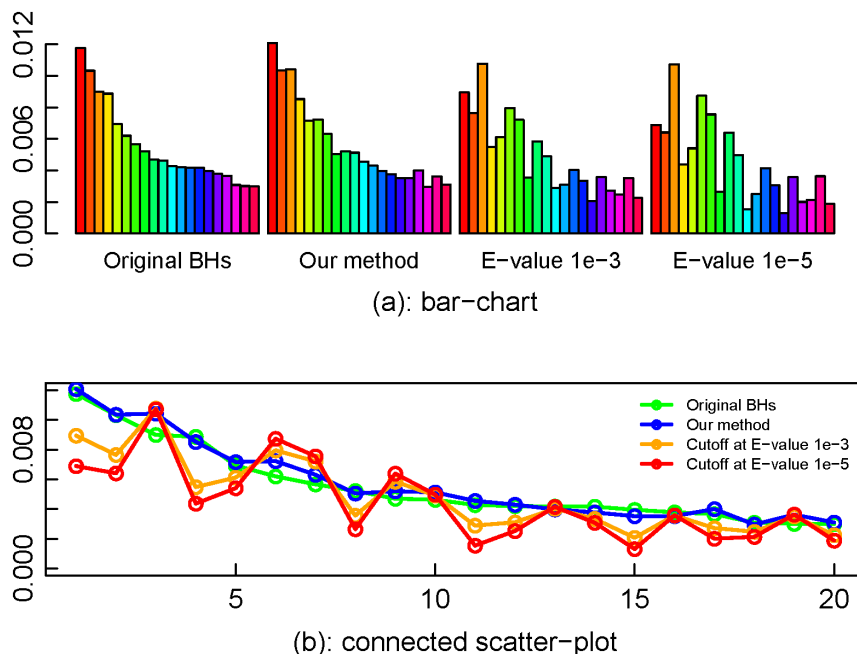 0.012
0.006
0.000
Original BHs
Our method
E−value 1e−3
E−value 1e−5
(a): bar−chart
0.008
0.000
Original BHs
Our method
Cutoff at E−value 1e−3
Cutoff at E−value 1e−5
5
10
15
20
(b): connected scatter−plot